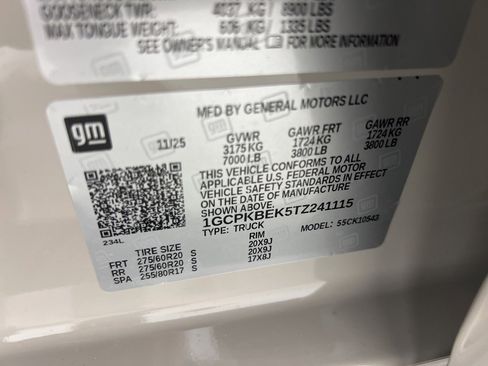 GOOSENECK TWR: 4037 KG/ 8900 LBS
MAX TONGUE WT: 606 KG/ 1335 LBS
SEE OWNER'S MANUAL FOR MORE INFORMATION
gm
MFD BY GENERAL MOTORS LLC
11/25 GVWR GAWR FRT GAWR RR
3175 KG 1724 KG 1724 KG
7000 LB 3800 LB 3800 LB
THIS VEHICLE CONFORMS TO ALL APPLICABLE U.S. FEDERAL MOTOR
VEHICLE SAFETY STANDARDS IN EFFECT ON THE
DATE OF MANUFACTURE SHOWN ABOVE.
1GCPKBEK5TZ241115
TYPE: TRUCK MODEL: 55CK10543
234L
TIRE SIZE RIM
FRT 275/60R20 S 20X9J
RR 275/60R20 S 20X9J
SPA 255/80R17 S 17X8J